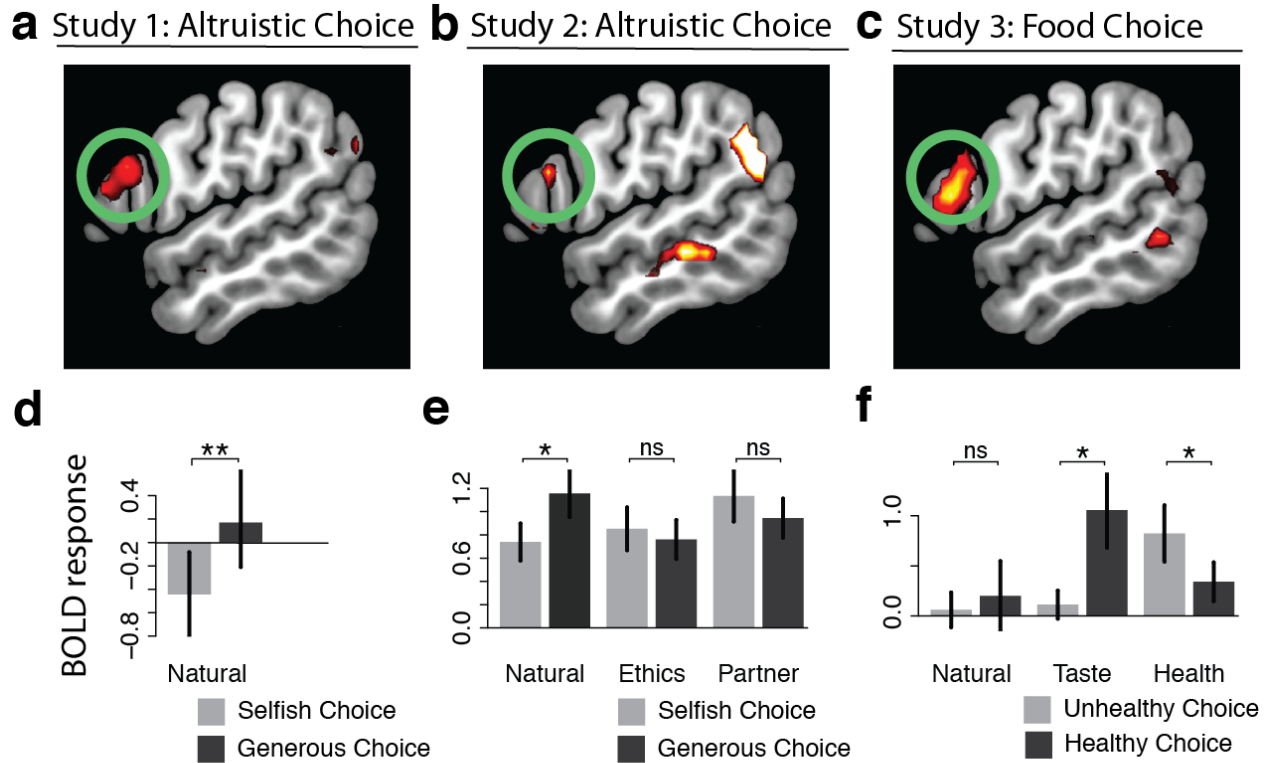 a Study 1: Altruistic Choice
b Study 2: Altruistic Choice
c Study 3: Food Choice
d
e
f
BOLD response
**
0.4
−0.2
−0.8
Natural
Selfish Choice
Generous Choice
* ns ns
1.2
0.6
0.0
Natural Ethics Partner
Selfish Choice
Generous Choice
ns * *
1.0
0.0
Natural Taste Health
Unhealthy Choice
Healthy Choice